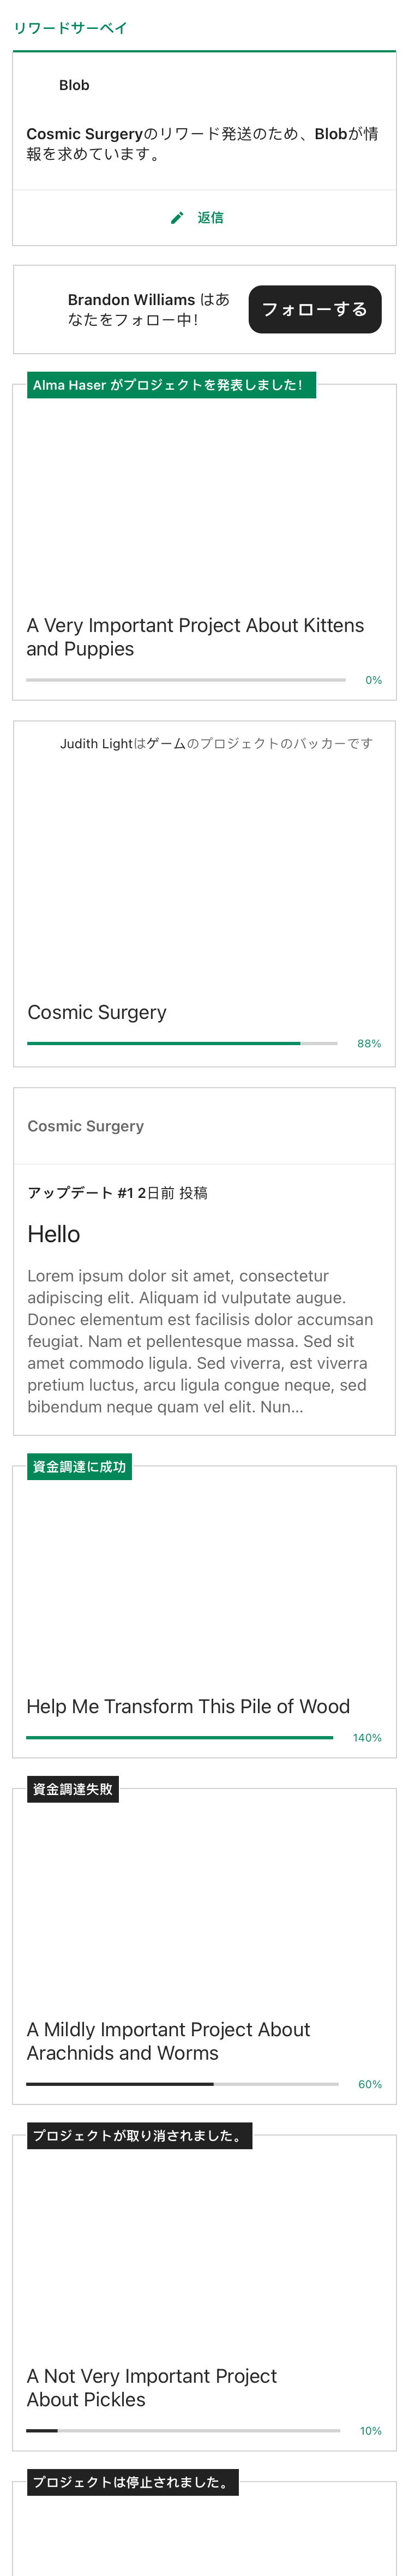 リワードサーベイ
Blob
Cosmic Surgeryのリワード発送のため、Blobが情
報を求めています。
返信
Brandon Williams はあ
なたをフォロー中！
フォローする
Alma Haser がプロジェクトを発表しました！
A Very Important Project About Kittens
and Puppies
0%
Judith Lightはゲームのプロジェクトのバッカーです
Cosmic Surgery
88%
Cosmic Surgery
アップデート #1 2日前 投稿
Hello
Lorem ipsum dolor sit amet, consectetur
adipiscing elit. Aliquam id vulputate augue.
Donec elementum est facilisis dolor accumsan
feugiat. Nam et pellentesque massa. Sed sit
amet commodo ligula. Sed viverra, est viverra
pretium luctus, arcu ligula congue neque, sed
bibendum neque quam vel elit. Nun...
資金調達に成功
Help Me Transform This Pile of Wood
140%
資金調達失敗
A Mildly Important Project About
Arachnids and Worms
60%
プロジェクトが取り消されました。
A Not Very Important Project
About Pickles
10%
プロジェクトは停止されました。